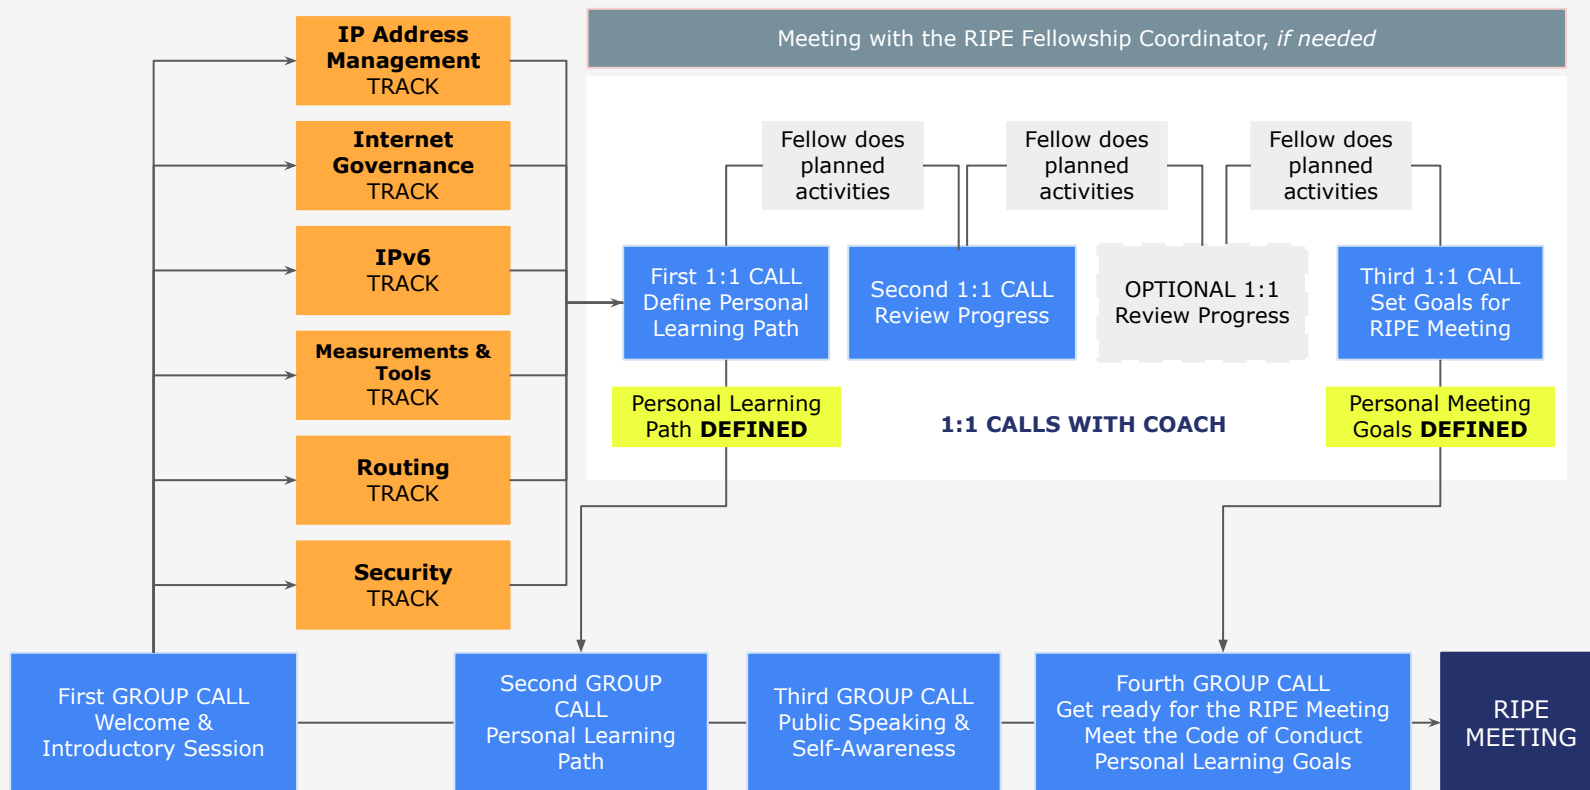 IP Address
Management
TRACK
Internet
Governance
TRACK
IPv6
TRACK
Measurements &
Tools
TRACK
Routing
TRACK
Security
TRACK
Meeting with the RIPE Fellowship Coordinator, if needed
Fellow does
planned
activities
Fellow does
planned
activities
Fellow does
planned
activities
First 1:1 CALL
Define Personal
Learning Path
Second 1:1 CALL
Review Progress
OPTIONAL 1:1
Review Progress
Third 1:1 CALL
Set Goals for
RIPE Meeting
Personal Learning
Path DEFINED
1:1 CALLS WITH COACH
Personal Meeting
Goals DEFINED
First GROUP CALL
Welcome &
Introductory Session
Second GROUP
CALL
Personal Learning
Path
Third GROUP CALL
Public Speaking &
Self-Awareness
Fourth GROUP CALL
Get ready for the RIPE Meeting
Meet the Code of Conduct
Personal Learning Goals
RIPE
MEETING